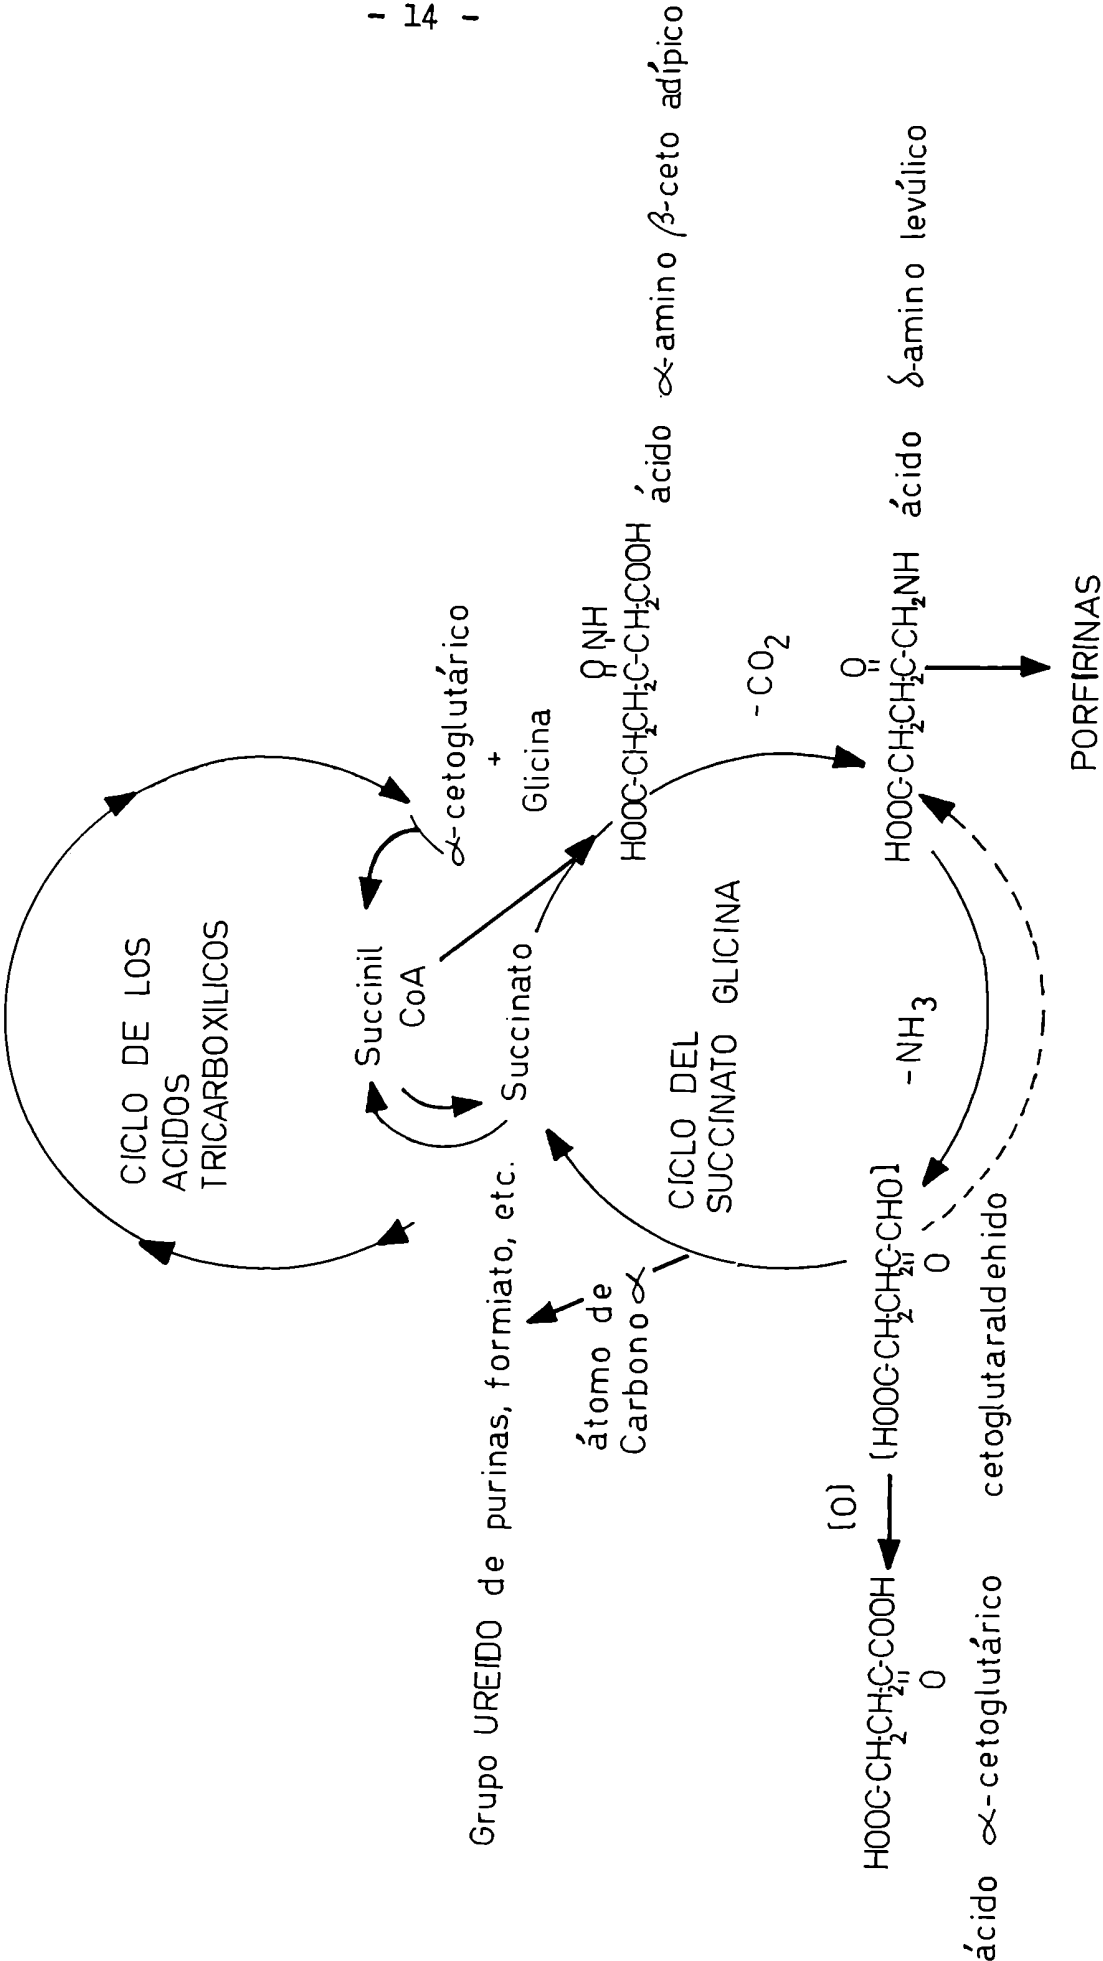 - 14 -
CICLO DE LOS
ACIDOS
TRICARBOXILICOS
Succinil
CoA
α-cetoglutárico
+
Glicina
Succinato
Grupo UREIDO de purinas, formiato, etc.
átomo de
Carbono α
CICLO DEL
SUCCINATO GLICINA
O NH
HOOC-CH₂CH₂C-CH₂COOH
ácido α-amino β-ceto adípico
-CO₂
-NH₃
O
HOOC-CH₂CH₂C-CH₂NH ácido δ-amino levúlico
PORFIRINAS
[O]
[HOOC-CH₂CH₂C-CHO]
O
cetoglutaraldehido
HOOC-CH₂CH₂C-COOH
O
ácido α-cetoglutárico